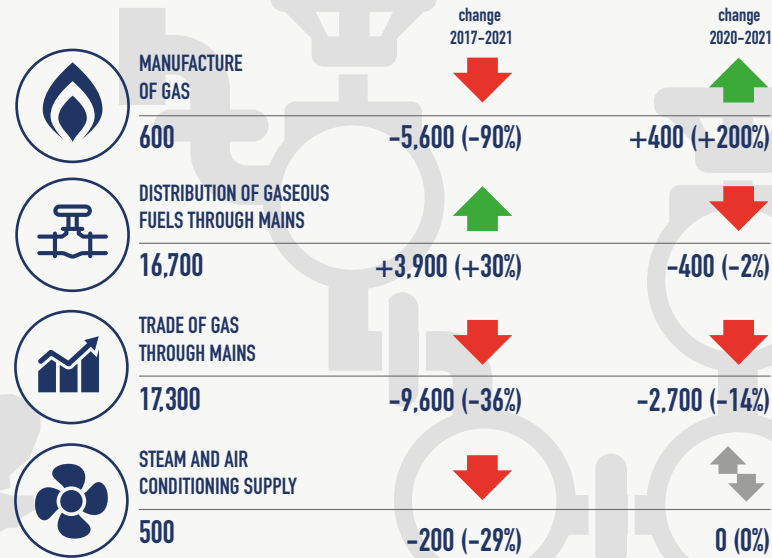 change
2017–2021
change
2020–2021
MANUFACTURE
OF GAS
600
-5,600 (-90%)
+400 (+200%)
DISTRIBUTION OF GASEOUS
FUELS THROUGH MAINS
16,700
+3,900 (+30%)
-400 (-2%)
TRADE OF GAS
THROUGH MAINS
17,300
-9,600 (-36%)
-2,700 (-14%)
STEAM AND AIR
CONDITIONING SUPPLY
500
-200 (-29%)
0 (0%)